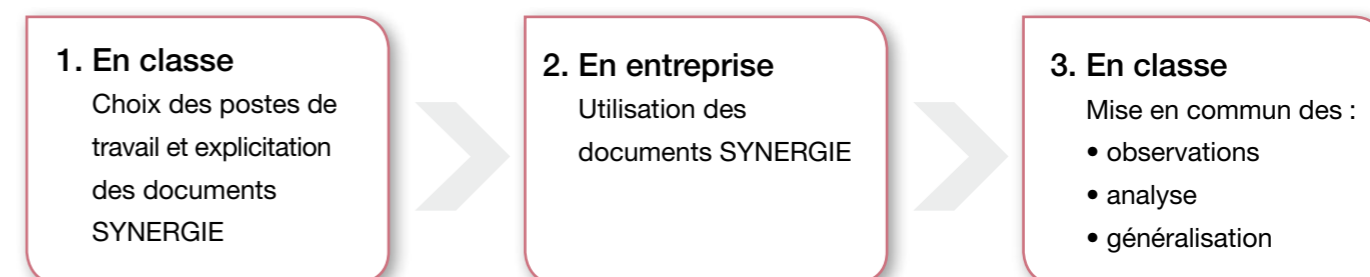 1. En classe
Choix des postes de
travail et explicitation
des documents
SYNERGIE
2. En entreprise
Utilisation des
documents SYNERGIE
3. En classe
Mise en commun des :
• observations
• analyse
• généralisation